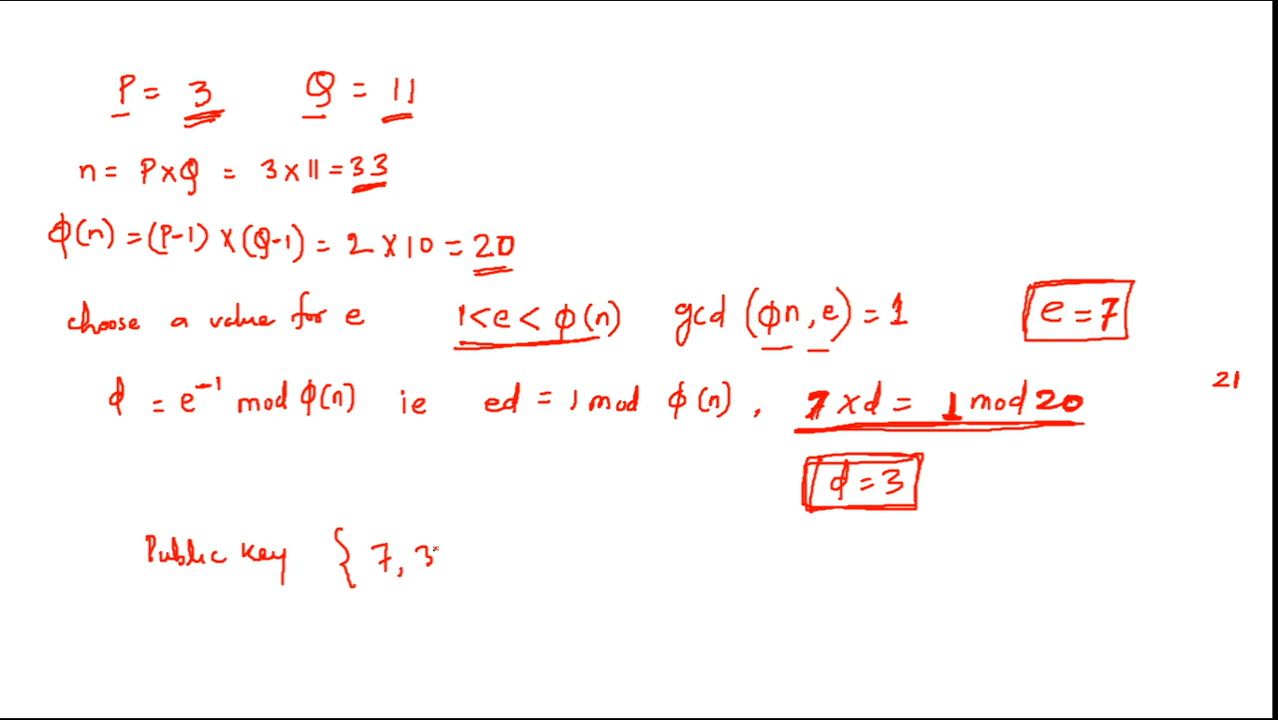 P = 3 Q = 11
n = P×Q = 3×11 = 33
φ(n) = (P-1) × (Q-1) = 2 × 10 = 20
choose a value for e 1<e<φ(n) gcd (φn, e) = 1 e = 7
d = e⁻¹ mod φ(n) ie ed = 1 mod φ(n), 7 × d = 1 mod 20 21
d = 3
Public key { 7, 3